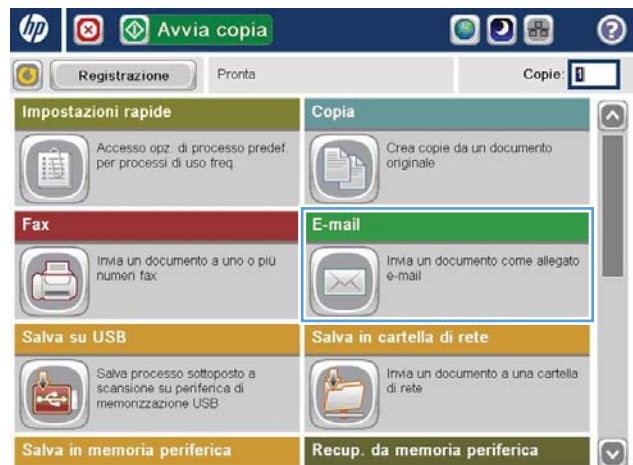 hp
Avvia copia
?
Registrazione
Pronta
Copie: 1
Impostazioni rapide
Accesso opz. di processo predef.
per processi di uso freq.
Copia
Crea copie da un documento
originale
Fax
Invia un documento a uno o più
numeri fax
E-mail
Invia un documento come allegato
e-mail
Salva su USB
Salva processo sottoposto a
scansione su periferica di
memorizzazione USB
Salva in cartella di rete
Invia un documento a una cartella
di rete
Salva in memoria periferica
Recup. da memoria periferica